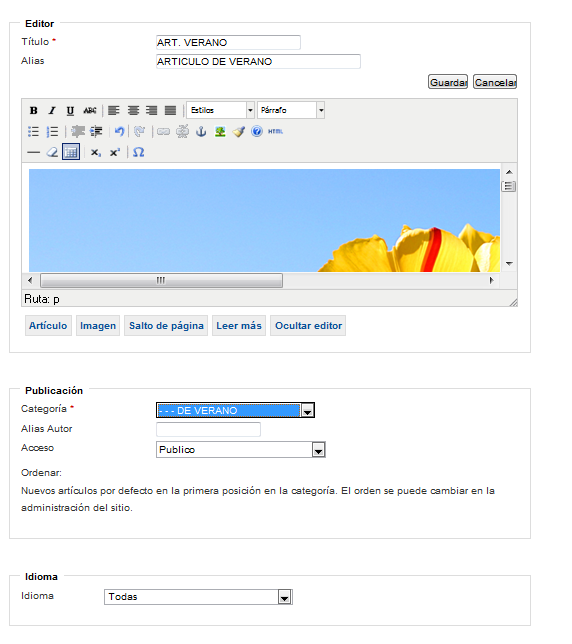 Editor
Título * ART. VERANO
Alias ARTICULO DE VERANO
Guardar Cancelar
B I U ABC Estilos Párrafo
HTML
x, x² Ω
Ruta: p
Artículo Imagen Salto de página Leer más Ocultar editor
Publicación
Categoría * - - - DE VERANO
Alias Autor
Acceso Publico
Ordenar:
Nuevos artículos por defecto en la primera posición en la categoría. El orden se puede cambiar en la
administración del sitio.
Idioma
Idioma Todas